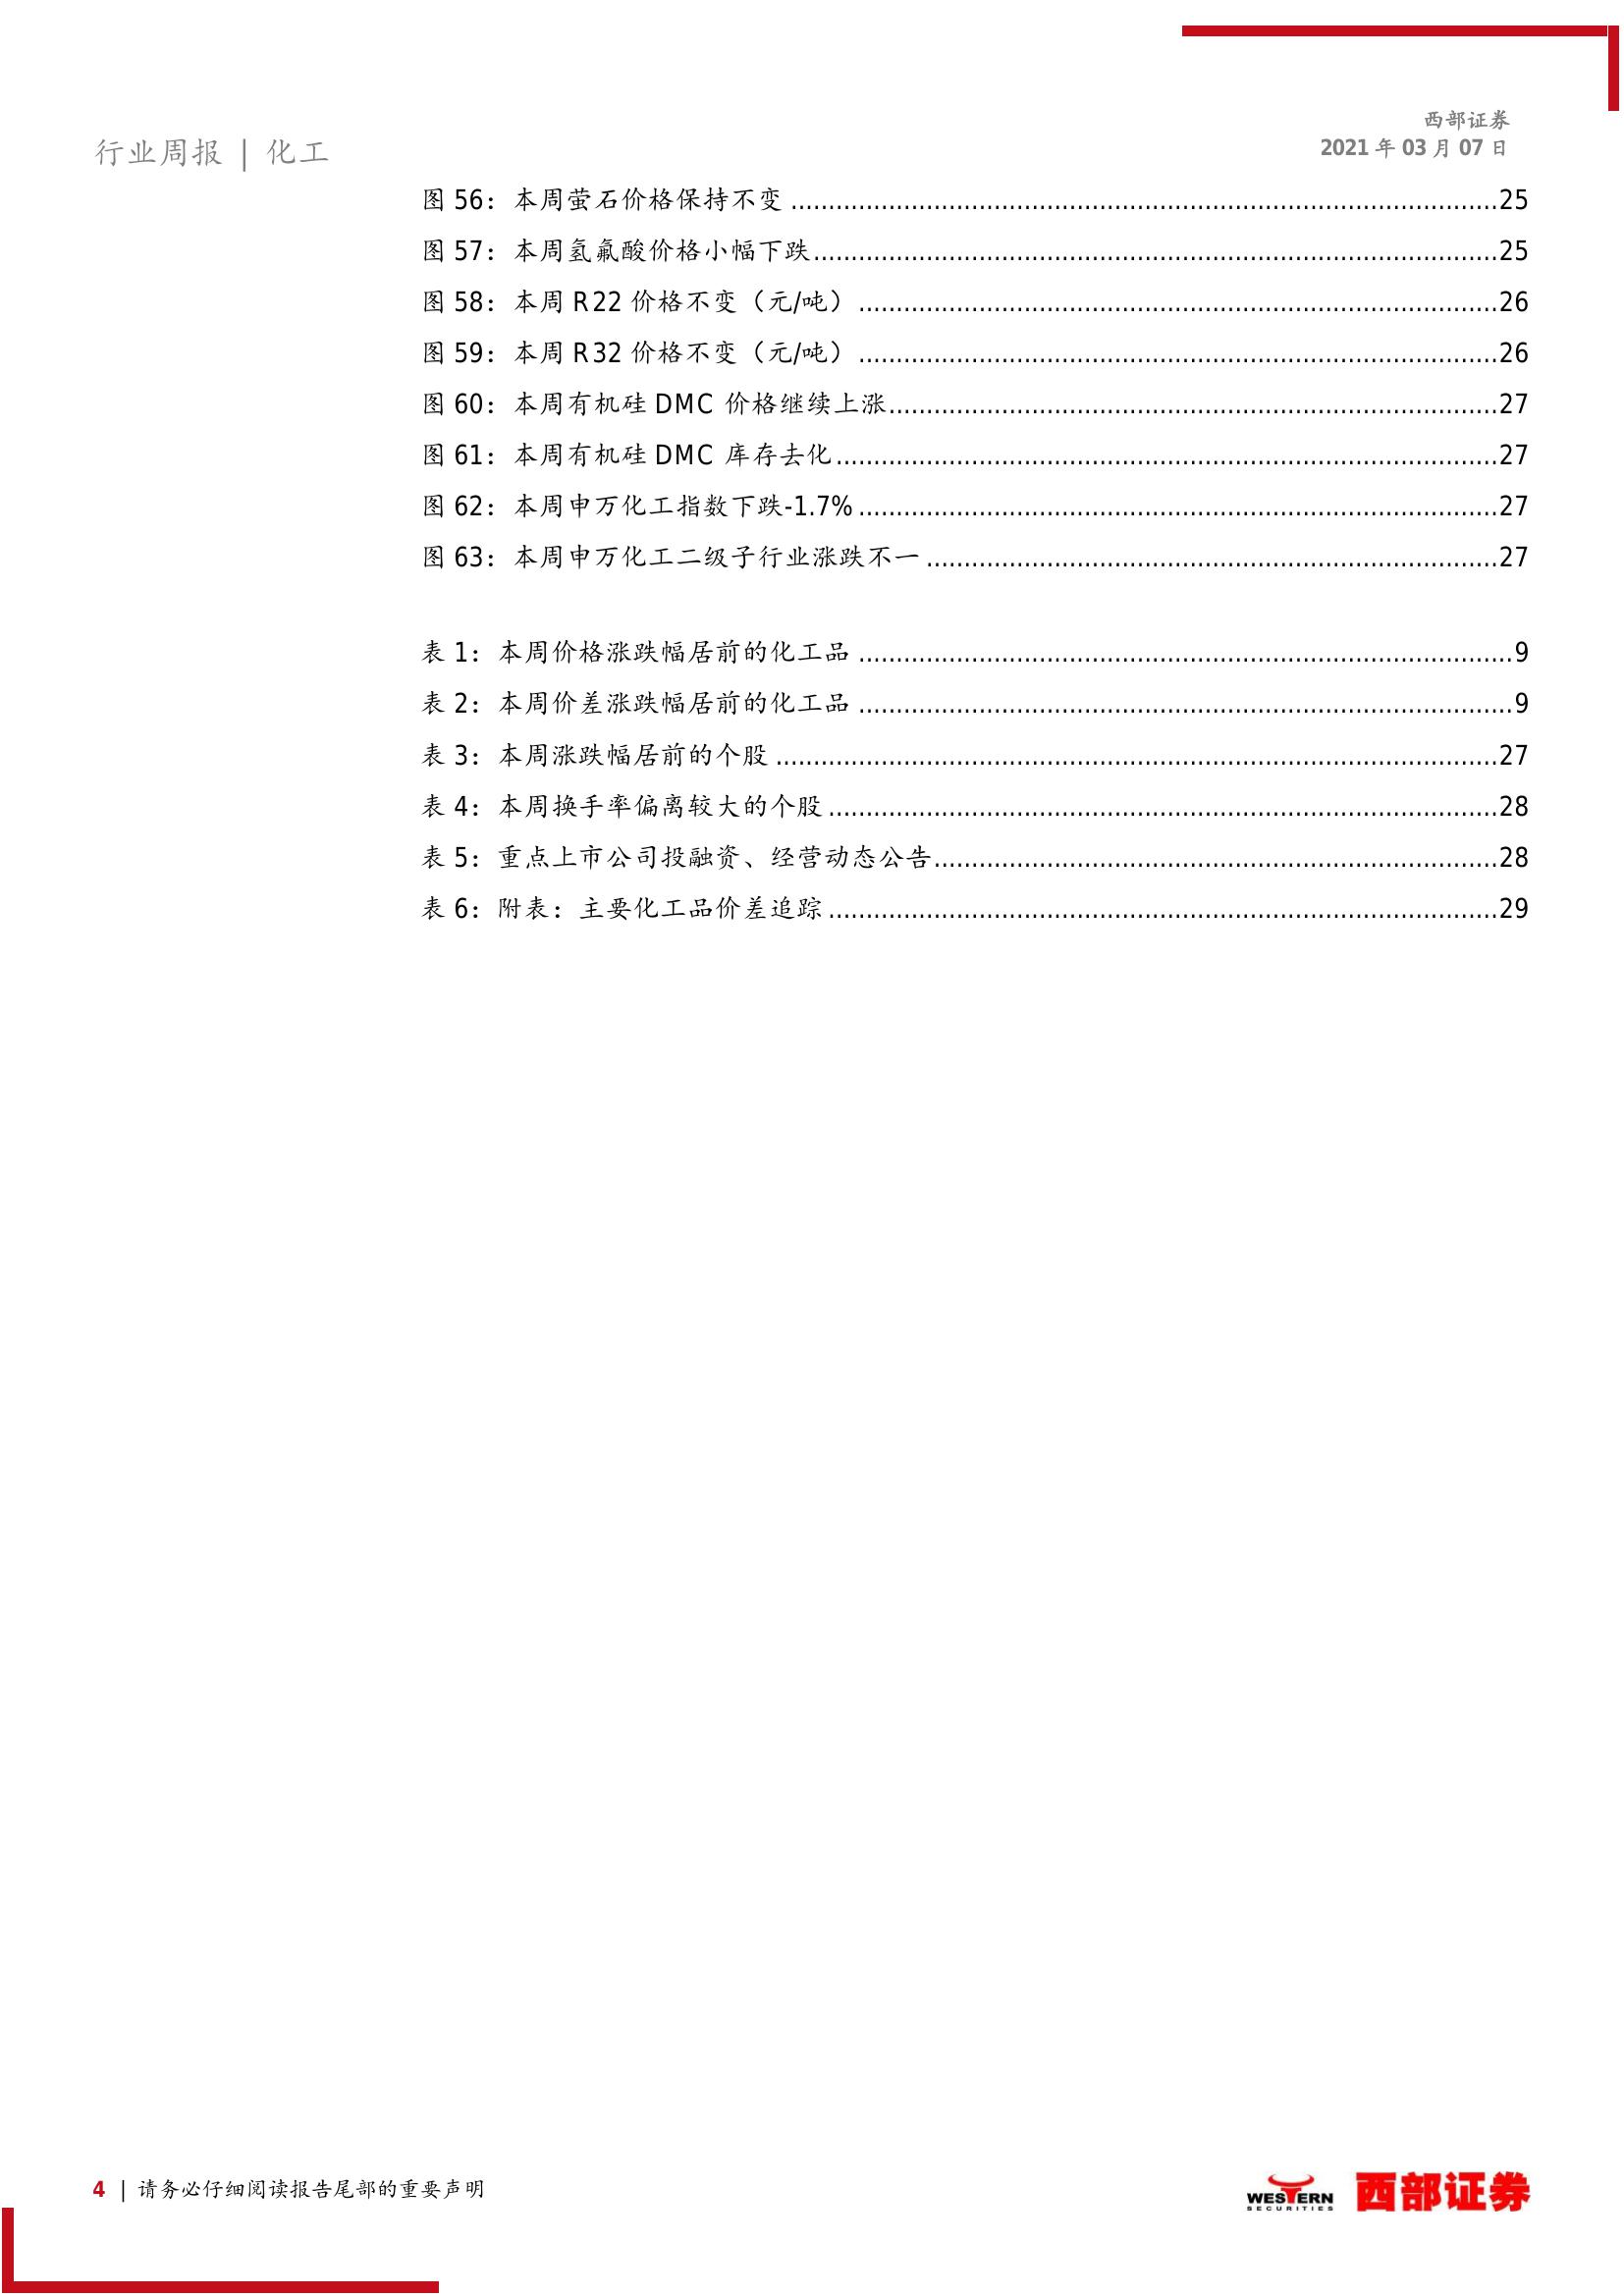 西部证券
行业周报 | 化工
2021 年 03 月 07 日
图 56：本周萤石价格保持不变 ........ 25
图 57：本周氢氟酸价格小幅下跌 ........ 25
图 58：本周 R22 价格不变（元/吨） ........ 26
图 59：本周 R32 价格不变（元/吨） ........ 26
图 60：本周有机硅 DMC 价格继续上涨 ........ 27
图 61：本周有机硅 DMC 库存去化 ........ 27
图 62：本周申万化工指数下跌-1.7% ........ 27
图 63：本周申万化工二级子行业涨跌不一 ........ 27
表 1：本周价格涨跌幅居前的化工品 ........ 9
表 2：本周价差涨跌幅居前的化工品 ........ 9
表 3：本周涨跌幅居前的个股 ........ 27
表 4：本周换手率偏离较大的个股 ........ 28
表 5：重点上市公司投融资、经营动态公告 ........ 28
表 6：附表：主要化工品价差追踪 ........ 29
4 | 请务必仔细阅读报告尾部的重要声明
WESTERN
SECURITIES
西部证券